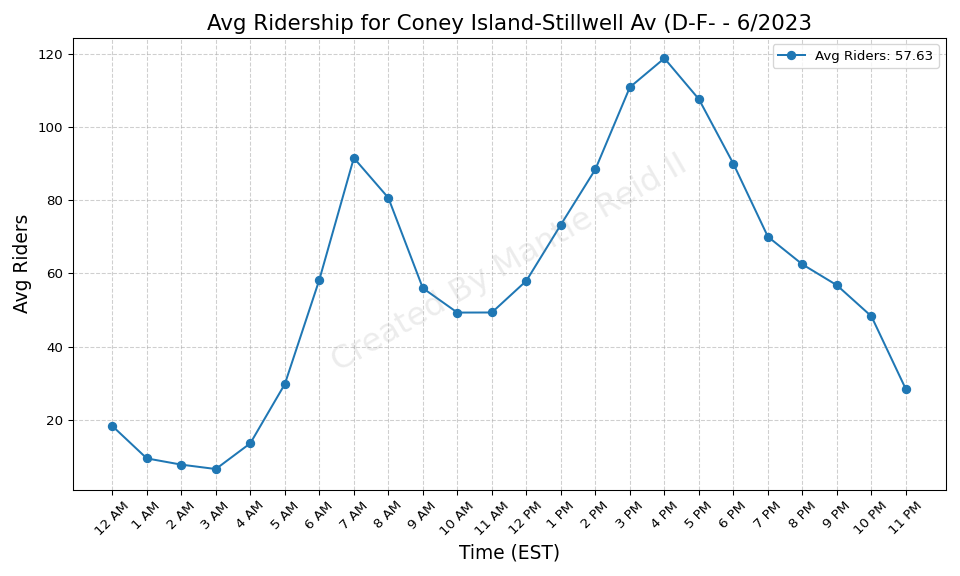 Avg Ridership for Coney Island-Stillwell Av (D-F- - 6/2023
Avg Riders: 57.63
120
100
80
60
40
20
Avg Riders
Created By Mantle Reid II
12 AM
1 AM
2 AM
3 AM
4 AM
5 AM
6 AM
7 AM
8 AM
9 AM
10 AM
11 AM
12 PM
1 PM
2 PM
3 PM
4 PM
5 PM
6 PM
7 PM
8 PM
9 PM
10 PM
11 PM
Time (EST)